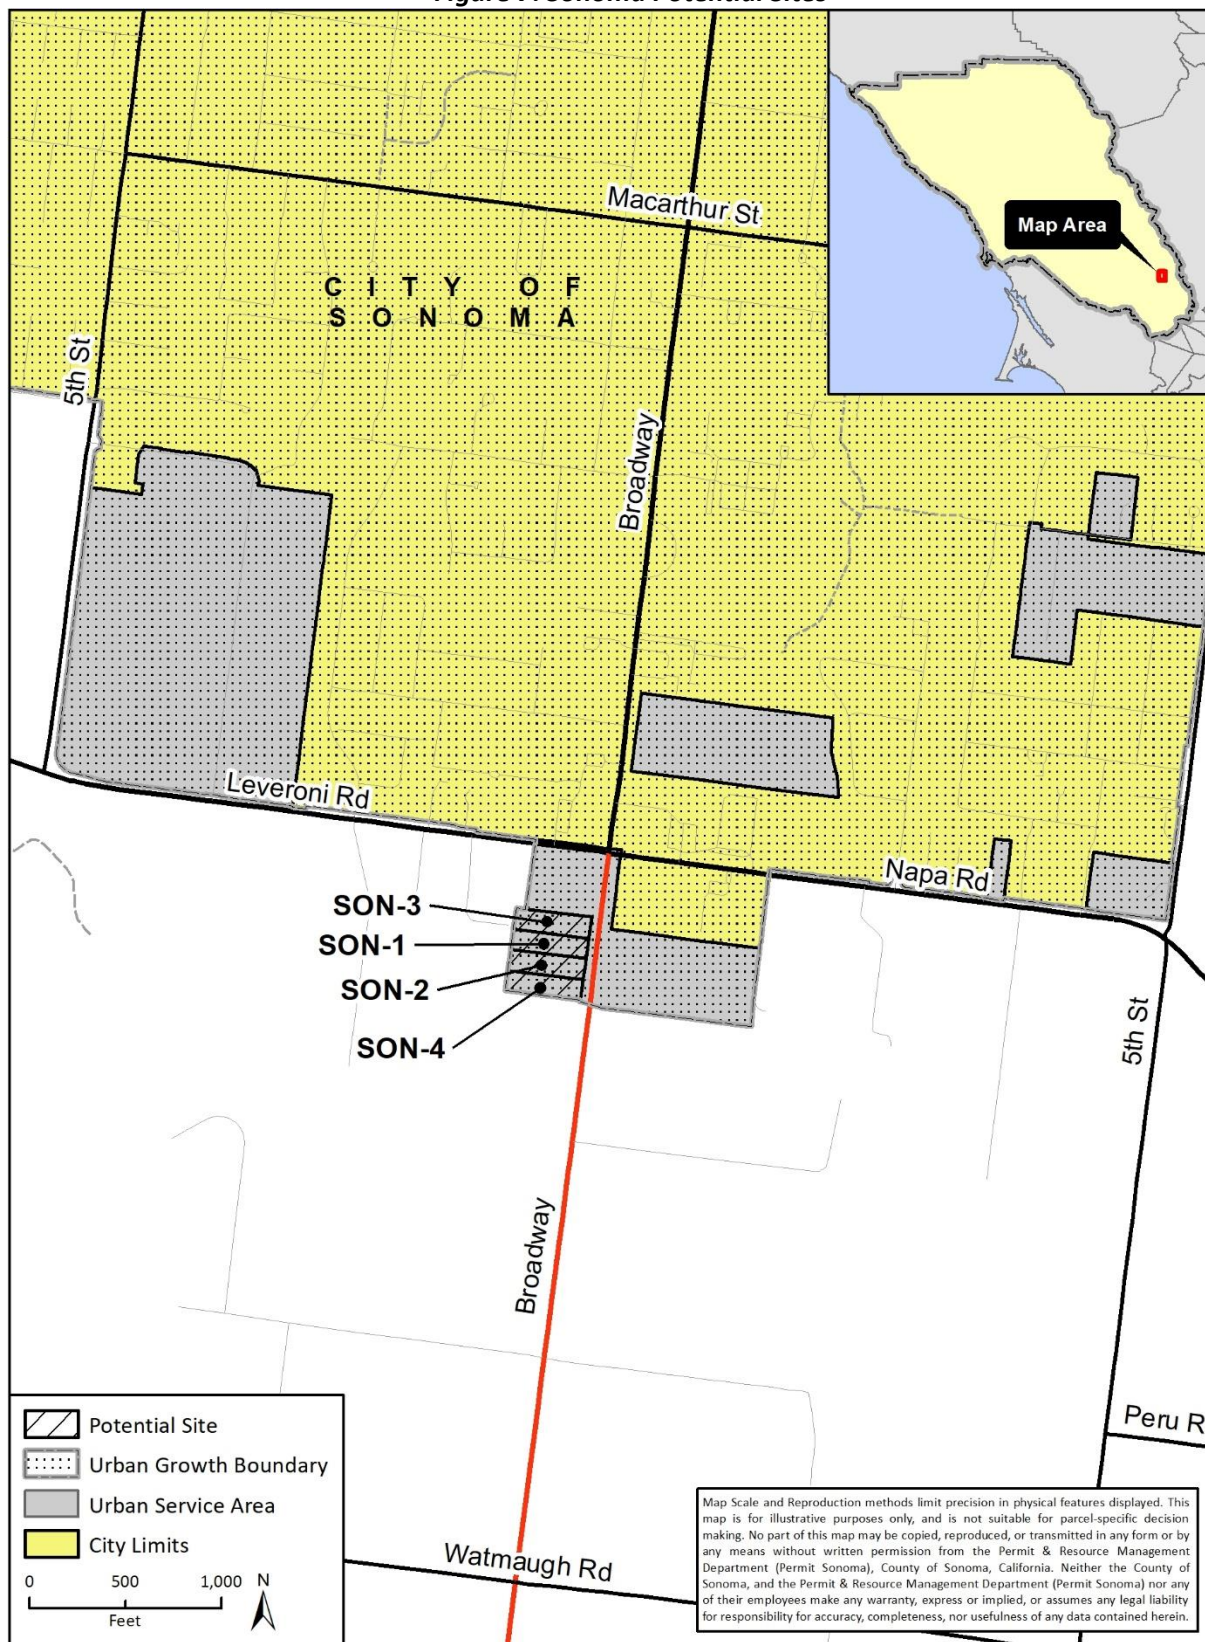 Macarthur St
Map Area
CITY OF
SONOMA
5th St
Broadway
Leveroni Rd
Napa Rd
SON-3
SON-1
SON-2
SON-4
5th St
Broadway
Peru R
Watmaugh Rd
Potential Site
Urban Growth Boundary
Urban Service Area
City Limits
0 500 1,000 N
Feet
Map Scale and Reproduction methods limit precision in physical features displayed. This
map is for illustrative purposes only, and is not suitable for parcel-specific decision
making. No part of this map may be copied, reproduced, or transmitted in any form or by
any means without written permission from the Permit & Resource Management
Department (Permit Sonoma), County of Sonoma, California. Neither the County of
Sonoma, and the Permit & Resource Management Department (Permit Sonoma) nor any
of their employees make any warranty, express or implied, or assumes any legal liability
for responsibility for accuracy, completeness, nor usefulness of any data contained herein.